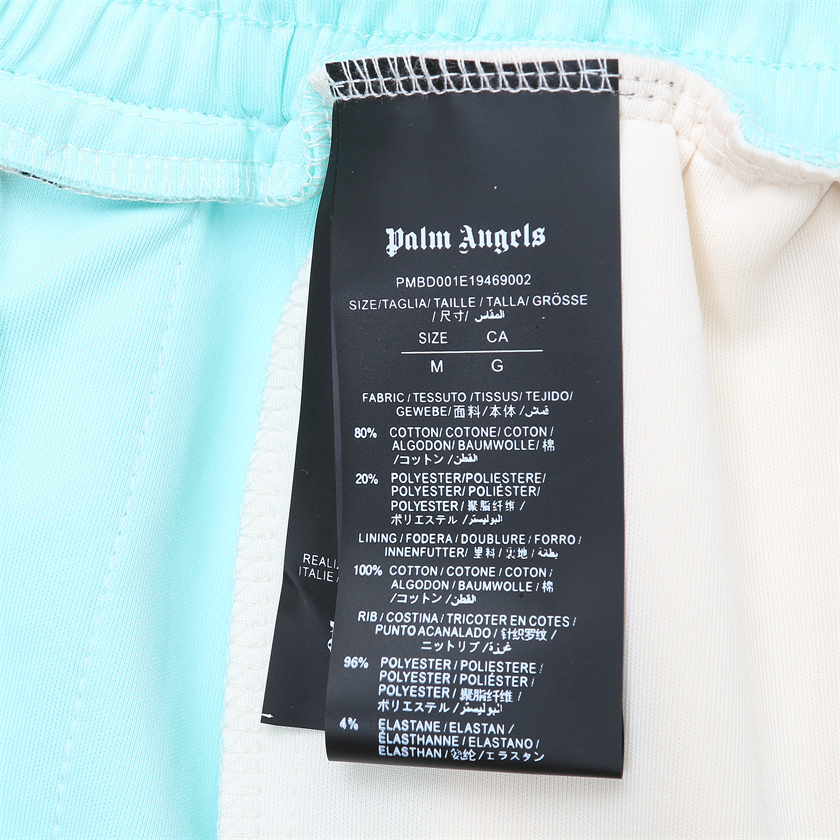 Palm Angels
PMBD001E19469002
SIZE/TAGLIA/ TAILLE / TALLA/ GRÖSSE
/ 尺寸/ المقاس
SIZE CA
M G
FABRIC / TESSUTO /TISSUS/ TEJIDO/
GEWEBE/ 面料/ 本体 / قماش/
80% COTTON/ COTONE/ COTON /
ALGODON/ BAUMWOLLE/ 棉
/コットン /القطن
20% POLYESTER/POLIESTERE/
POLYESTER/ POLIÉSTER/
POLYESTER / 聚脂纤维 /
ポリエステル /البوليستر
LINING / FODERA / DOUBLURE / FORRO /
INNENFUTTER/ 里料 / /بطانة
100% COTTON / COTONE / COTON /
ALGODON / BAUMWOLLE / 棉
/コットン /القطن
RIB / COSTINA / TRICOTER EN COTES /
PUNTO ACANALADO / 针织罗纹 /
ニットリブ /غرزة
96% POLYESTER / POLIESTERE /
POLYESTER / POLIÉSTER /
POLYESTER / 聚脂纤维 /
ポリエステル /البوليستر
4% ELASTANE / ELASTAN /
ÉLASTHANNE / ELASTANO /
ELASTHAN / 氨纶 / エラスタン
REALI
ITALIE /